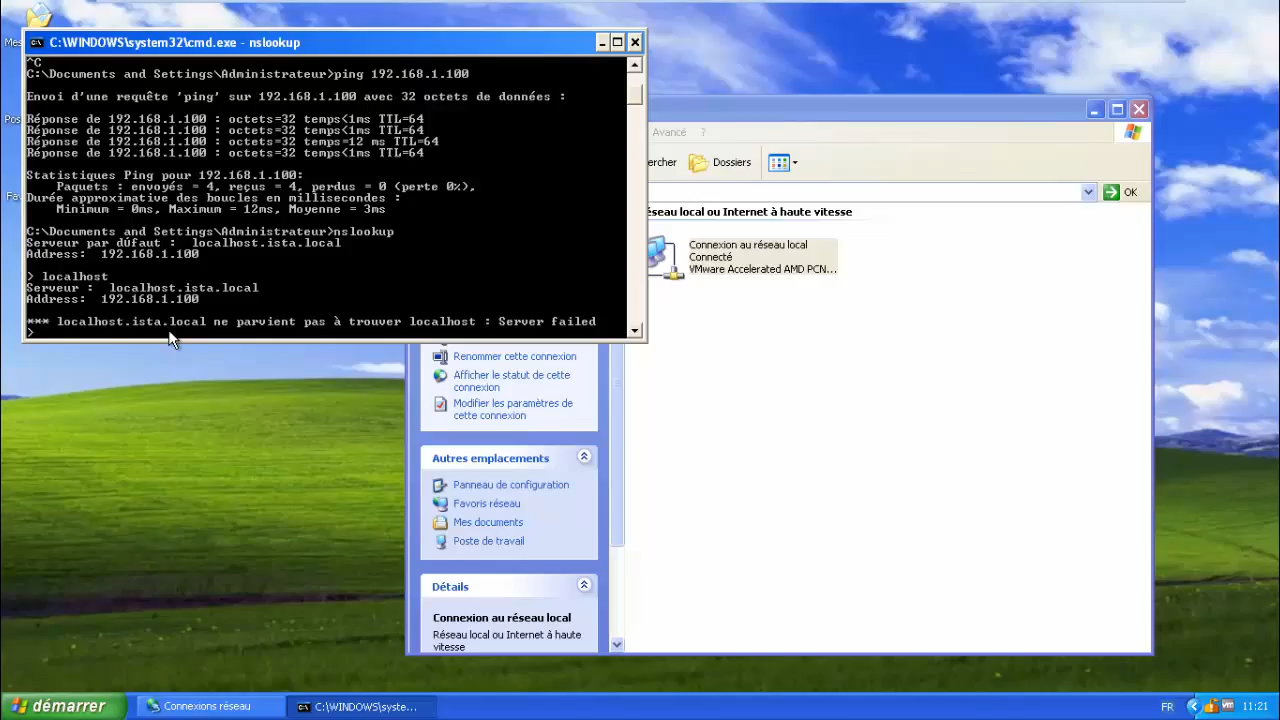 Mes
Pos
Fav
C:\WINDOWS\system32\cmd.exe - nslookup
^C
C:\Documents and Settings\Administrateur>ping 192.168.1.100
Envoi d'une requête 'ping' sur 192.168.1.100 avec 32 octets de données :
Réponse de 192.168.1.100 : octets=32 temps<1ms TTL=64
Réponse de 192.168.1.100 : octets=32 temps<1ms TTL=64
Réponse de 192.168.1.100 : octets=32 temps=12 ms TTL=64
Réponse de 192.168.1.100 : octets=32 temps<1ms TTL=64
Statistiques Ping pour 192.168.1.100:
Paquets : envoyés = 4, reçus = 4, perdus = 0 (perte 0%),
Durée approximative des boucles en millisecondes :
Minimum = 0ms, Maximum = 12ms, Moyenne = 3ms
C:\Documents and Settings\Administrateur>nslookup
Serveur par dúfaut : localhost.ista.local
Address: 192.168.1.100
> localhost
Serveur : localhost.ista.local
Address: 192.168.1.100
*** localhost.ista.local ne parvient pas à trouver localhost : Server failed
>
Avancé ?
ercher Dossiers
OK
éseau local ou Internet à haute vitesse
Connexion au réseau local
Connecté
VMware Accelerated AMD PCN...
Renommer cette connexion
Afficher le statut de cette
connexion
Modifier les paramètres de
cette connexion
Autres emplacements
Panneau de configuration
Favoris réseau
Mes documents
Poste de travail
Détails
Connexion au réseau local
Réseau local ou Internet à haute
vitesse
démarrer
Connexions réseau
C:\WINDOWS\syste...
FR
11:21